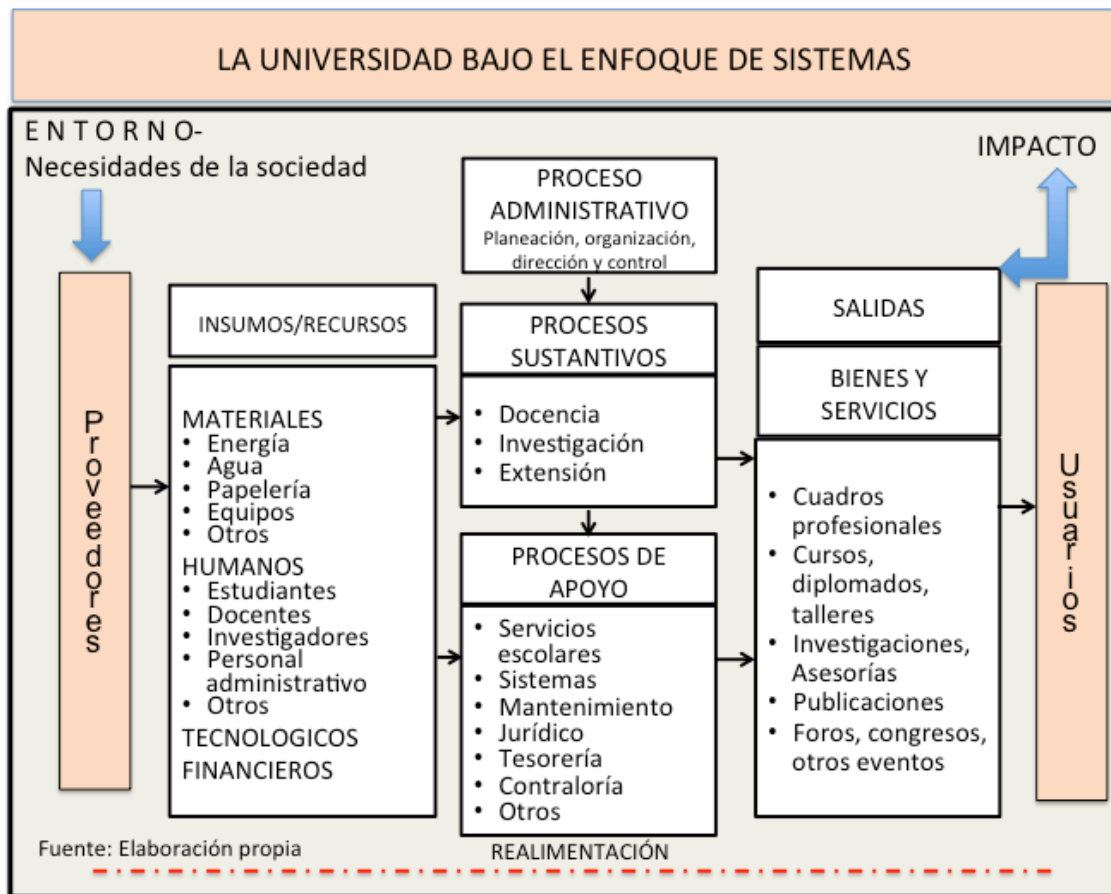 LA UNIVERSIDAD BAJO EL ENFOQUE DE SISTEMAS
E N T O R N O-
Necesidades de la sociedad
IMPACTO
Proveedores
INSUMOS/RECURSOS
MATERIALES
• Energía
• Agua
• Papelería
• Equipos
• Otros
HUMANOS
• Estudiantes
• Docentes
• Investigadores
• Personal
administrativo
• Otros
TECNOLOGICOS
FINANCIEROS
PROCESO
ADMINISTRATIVO
Planeación, organización,
dirección y control
PROCESOS
SUSTANTIVOS
• Docencia
• Investigación
• Extensión
PROCESOS DE
APOYO
• Servicios
escolares
• Sistemas
• Mantenimiento
• Jurídico
• Tesorería
• Contraloría
• Otros
SALIDAS
BIENES Y
SERVICIOS
• Cuadros
profesionales
• Cursos,
diplomados,
talleres
• Investigaciones,
Asesorías
• Publicaciones
• Foros, congresos,
otros eventos
Usuarios
Fuente: Elaboración propia
REALIMENTACIÓN